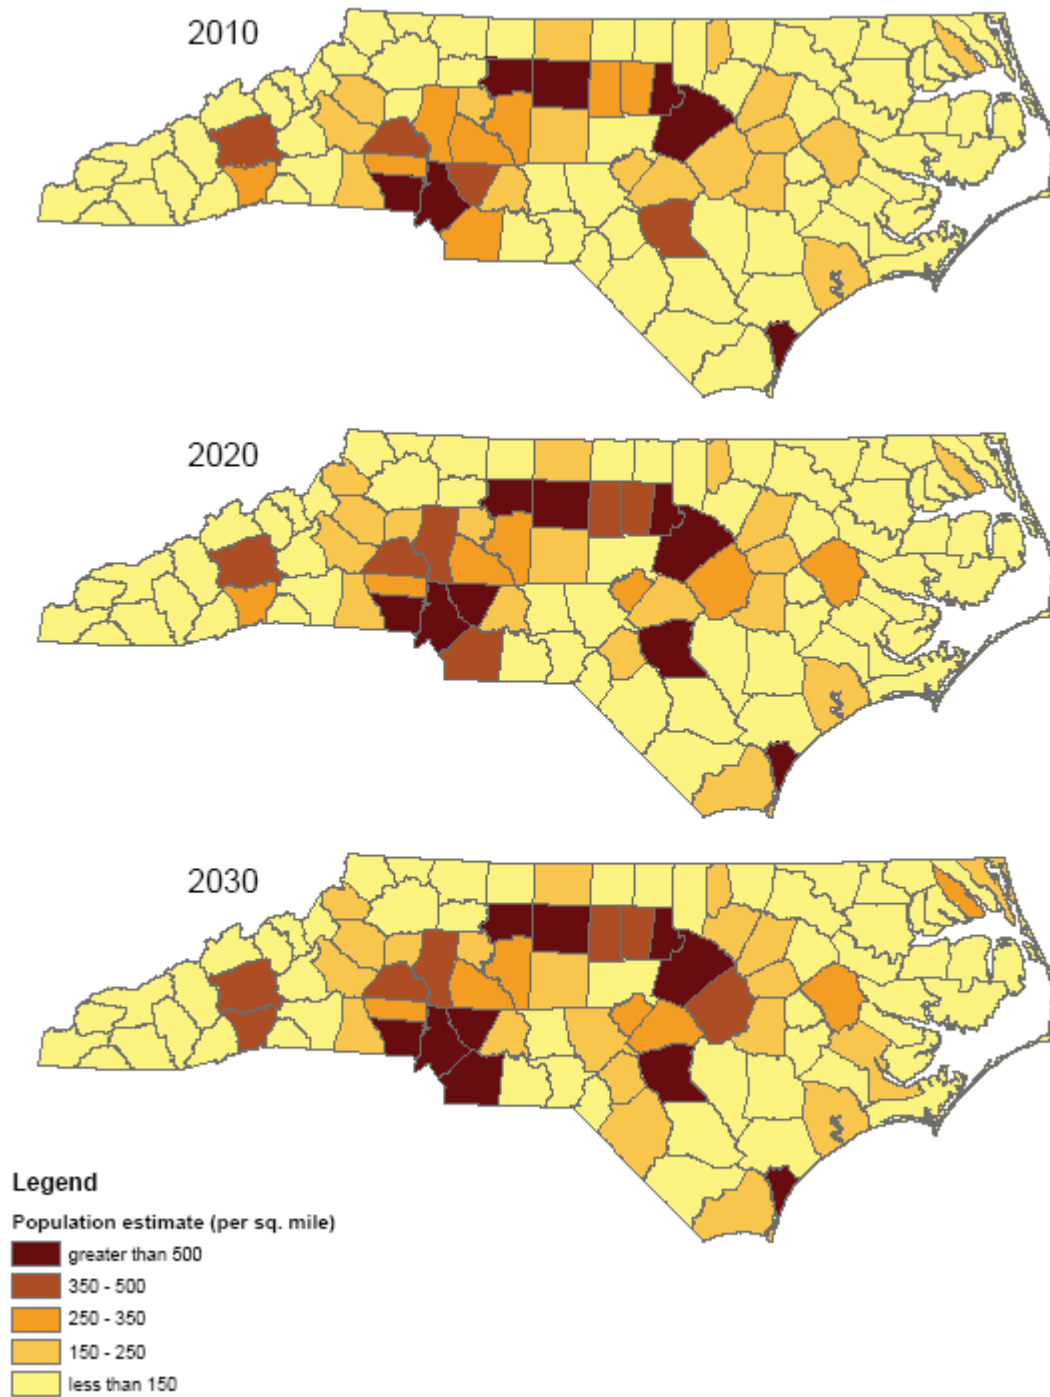 2010
2020
2030
Legend
Population estimate (per sq. mile)
greater than 500
350 - 500
250 - 350
150 - 250
less than 150